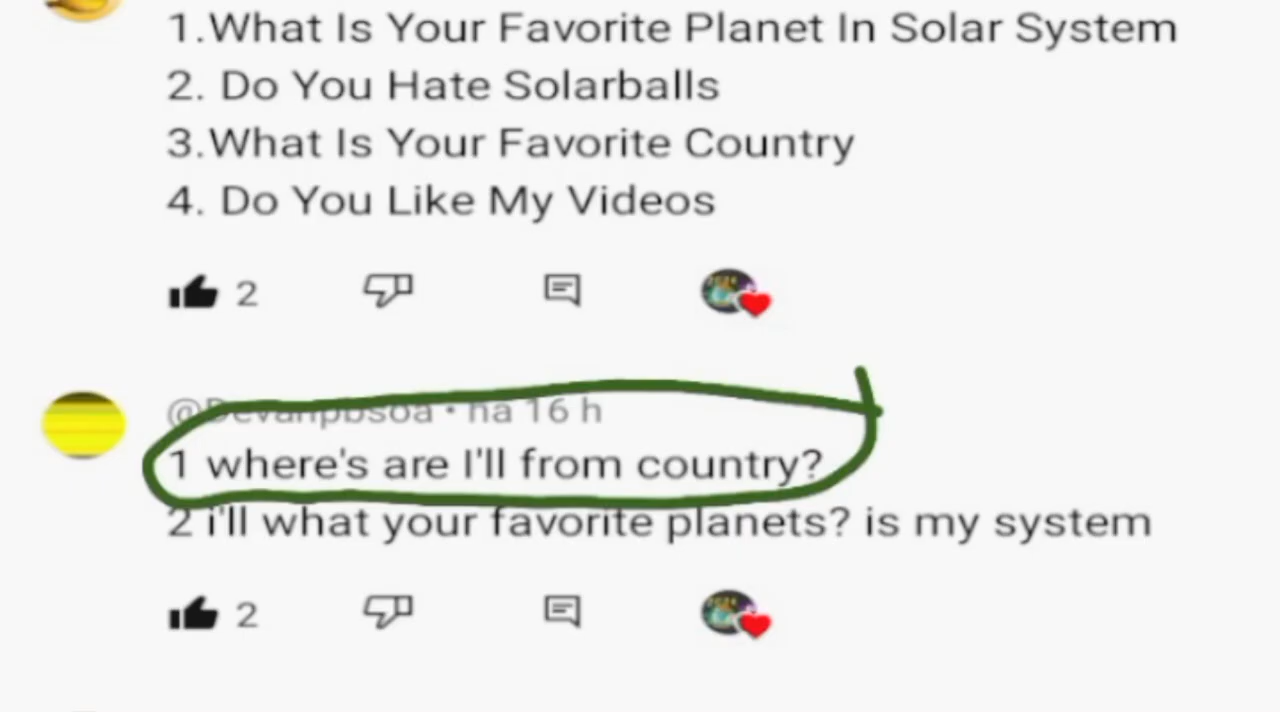 1.What Is Your Favorite Planet In Solar System
2. Do You Hate Solarballs
3.What Is Your Favorite Country
4. Do You Like My Videos
2
há 16 h
1 where's are I'll from country?
2 i'll what your favorite planets? is my system
2